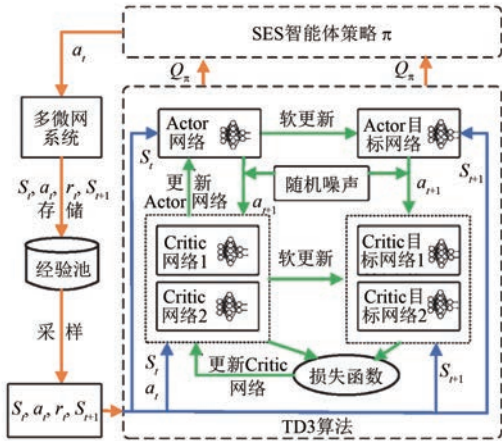 SES智能体策略 π
a_t
Q_π
Q_π
多微网
系统
Actor
网络
软更新
Actor目
标网络
S_t
更 新
Actor 网络
随机噪声
a_{t+1}
a_{t+1}
S_{t+1}
S_t, a_t, r_t, S_{t+1}
存 储
经验池
Critic
网络1
Critic
网络2
软更新
Critic目
标网络1
Critic目
标网络2
采 样
S_t
a_t
更新Critic
网络
损失函数
S_{t+1}
S_t, a_t, r_t, S_{t+1}
TD3算法